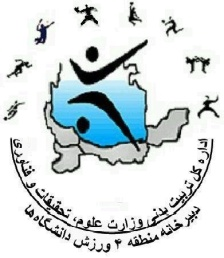 اداره کل تربیت بدنی وزارت علوم، تحقیقات و فناوری
دبیرخانه منطقه ۴ ورزش دانشگاه‌ها